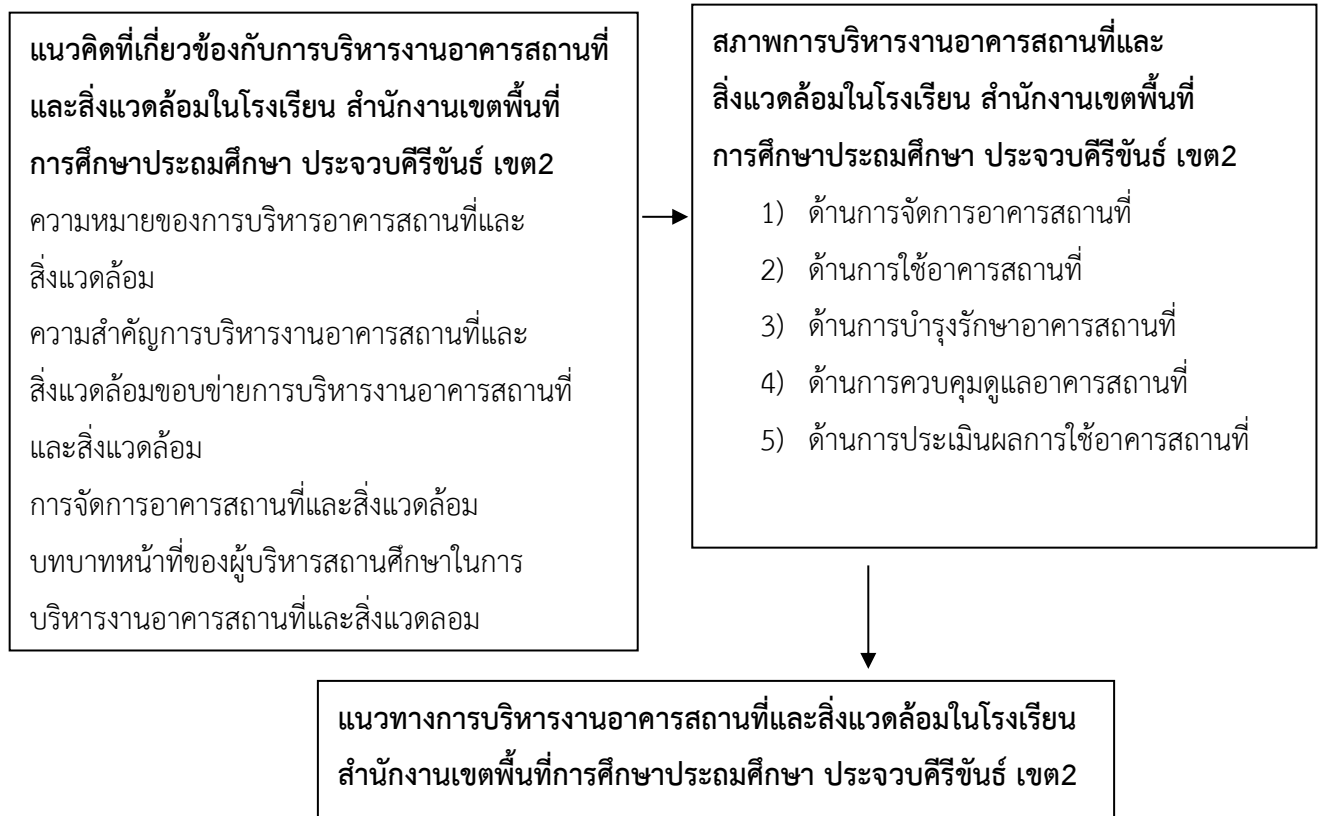 แนวคิดที่เกี่ยวข้องกับการบริหารงานอาคารสถานที่
และสิ่งแวดล้อมในโรงเรียน สำนักงานเขตพื้นที่
การศึกษาประถมศึกษา ประจวบคีรีขันธ์ เขต2
ความหมายของการบริหารอาคารสถานที่และ
สิ่งแวดล้อม
ความสำคัญการบริหารงานอาคารสถานที่และ
สิ่งแวดล้อมขอบข่ายการบริหารงานอาคารสถานที่
และสิ่งแวดล้อม
การจัดการอาคารสถานที่และสิ่งแวดล้อม
บทบาทหน้าที่ของผู้บริหารสถานศึกษาในการ
บริหารงานอาคารสถานที่และสิ่งแวดลอม
สภาพการบริหารงานอาคารสถานที่และ
สิ่งแวดล้อมในโรงเรียน สำนักงานเขตพื้นที่
การศึกษาประถมศึกษา ประจวบคีรีขันธ์ เขต2
1) ด้านการจัดการอาคารสถานที่
2) ด้านการใช้อาคารสถานที่
3) ด้านการบำรุงรักษาอาคารสถานที่
4) ด้านการควบคุมดูแลอาคารสถานที่
5) ด้านการประเมินผลการใช้อาคารสถานที่
แนวทางการบริหารงานอาคารสถานที่และสิ่งแวดล้อมในโรงเรียน
สำนักงานเขตพื้นที่การศึกษาประถมศึกษา ประจวบคีรีขันธ์ เขต2